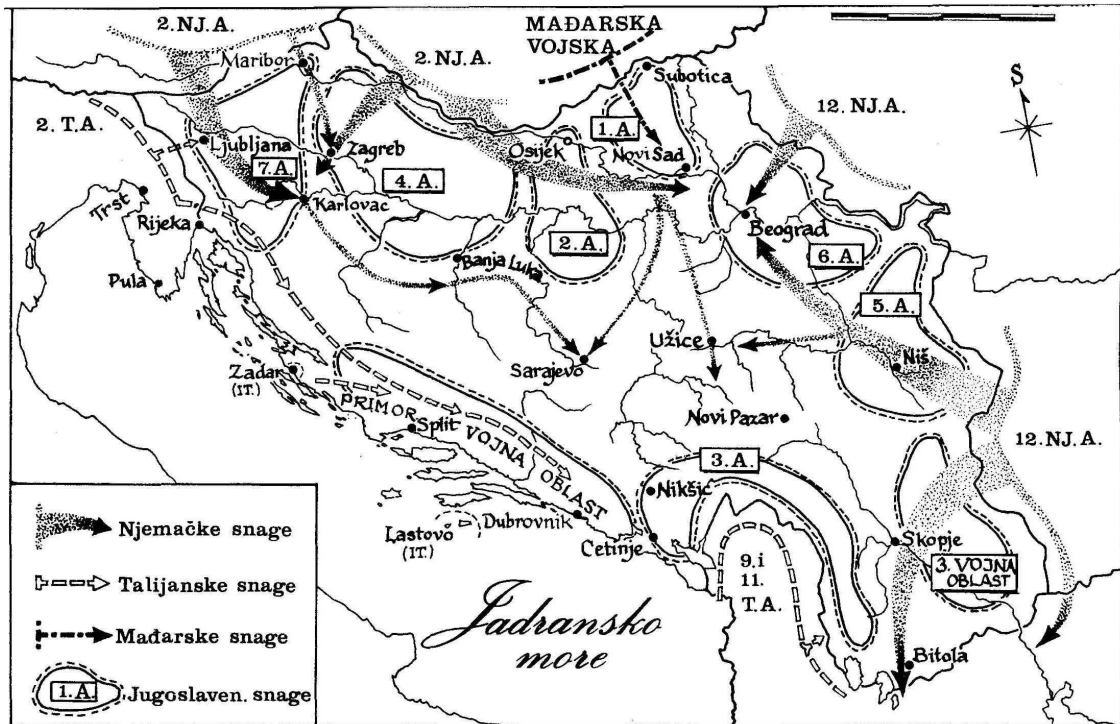 2. NJ. A.
MAĐARSKA
VOJSKA
Maribor
2. NJ. A.
Subotica
S
12. NJ. A.
2. T.A.
Ljubljana
Zagreb
Osijek
1. A.
Novi Sad
7. A.
4. A.
Trst
Karlovac
Rijeka
2. A.
Beograd
6. A.
Pula
Banja Luka
5. A.
Užice
Niš
Sarajevo
Zadar
(IT.)
PRIMOR.
VOJNA
OBLAST
Split
Novi Pazar
12. NJ. A.
3. A.
Nikšić
Lastovo
(IT.)
Dubrovnik
Cetinje
Skopje
9. i
11.
T.A.
3. VOJNA
OBLAST
Jadransko
more
Bitola
Njemačke snage
Talijanske snage
Mađarske snage
1. A.
Jugoslaven. snage